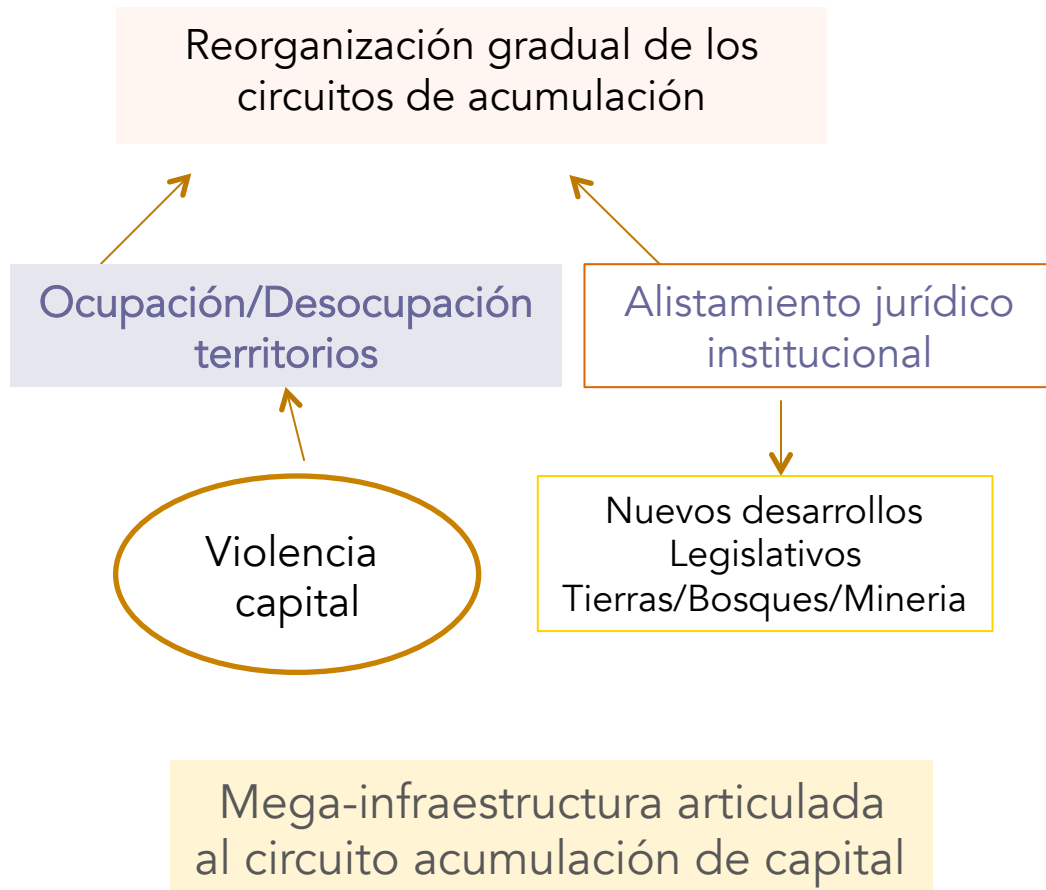 Reorganización gradual de los
circuitos de acumulación
Ocupación/Desocupación
territorios
Alistamiento jurídico
institucional
Violencia
capital
Nuevos desarrollos
Legislativos
Tierras/Bosques/Mineria
Mega-infraestructura articulada
al circuito acumulación de capital